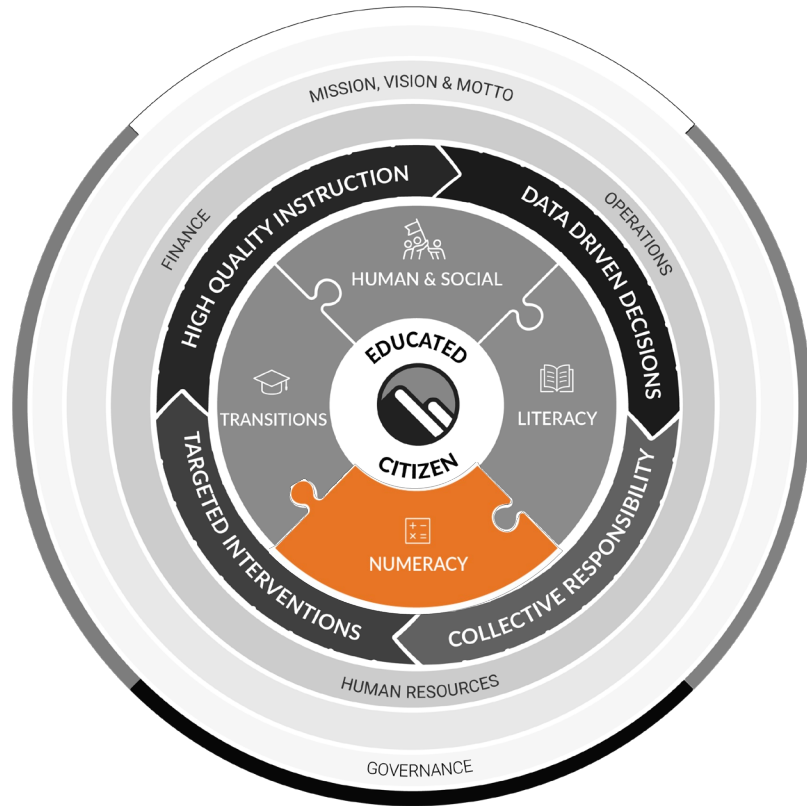 MISSION, VISION & MOTTO
FINANCE
OPERATIONS
HIGH QUALITY INSTRUCTION
DATA DRIVEN DECISIONS
HUMAN & SOCIAL
EDUCATED
TRANSITIONS
LITERACY
CITIZEN
+ −
× =
NUMERACY
TARGETED INTERVENTIONS
COLLECTIVE RESPONSIBILITY
HUMAN RESOURCES
GOVERNANCE